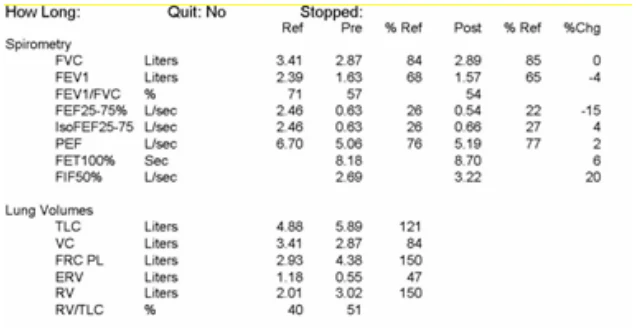 How Long: Quit: No Stopped:
Ref Pre % Ref Post % Ref %Chg
Spirometry
FVC Liters 3.41 2.87 84 2.89 85 0
FEV1 Liters 2.39 1.63 68 1.57 65 -4
FEV1/FVC % 71 57 54
FEF25-75% L/sec 2.46 0.63 26 0.54 22 -15
IsoFEF25-75 L/sec 2.46 0.63 26 0.66 27 4
PEF L/sec 6.70 5.06 76 5.19 77 2
FET100% Sec 8.18 8.70 6
FIF50% L/sec 2.69 3.22 20
Lung Volumes
TLC Liters 4.88 5.89 121
VC Liters 3.41 2.87 84
FRC PL Liters 2.93 4.38 150
ERV Liters 1.18 0.55 47
RV Liters 2.01 3.02 150
RV/TLC % 40 51